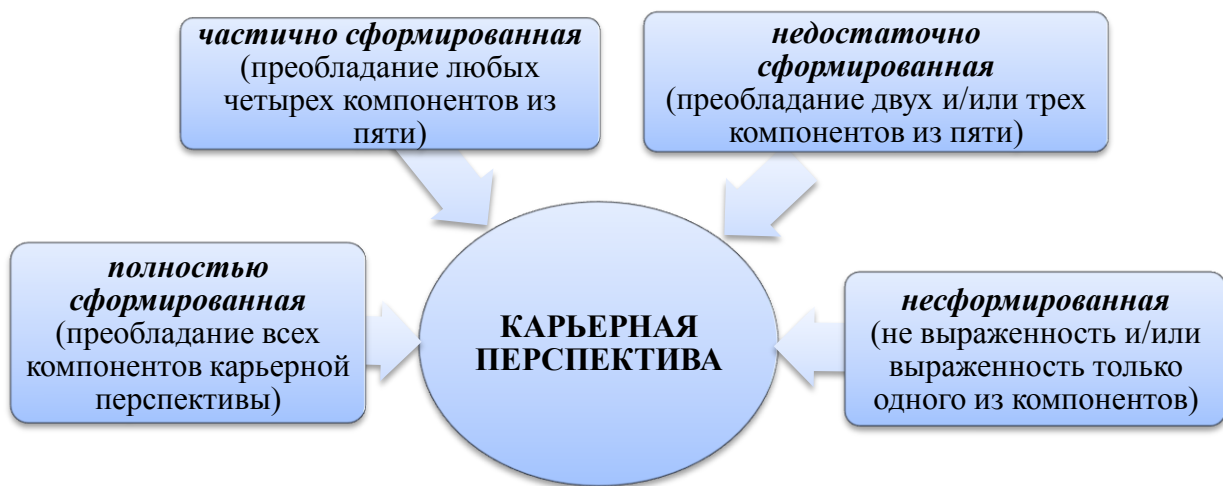 частично сформированная
(преобладание любых
четырех компонентов из
пяти)
недостаточно
сформированная
(преобладание двух и/или трех
компонентов из пяти)
полностью
сформированная
(преобладание всех
компонентов карьерной
перспективы)
КАРЬЕРНАЯ
ПЕРСПЕКТИВА
несформированная
(не выраженность и/или
выраженность только
одного из компонентов)